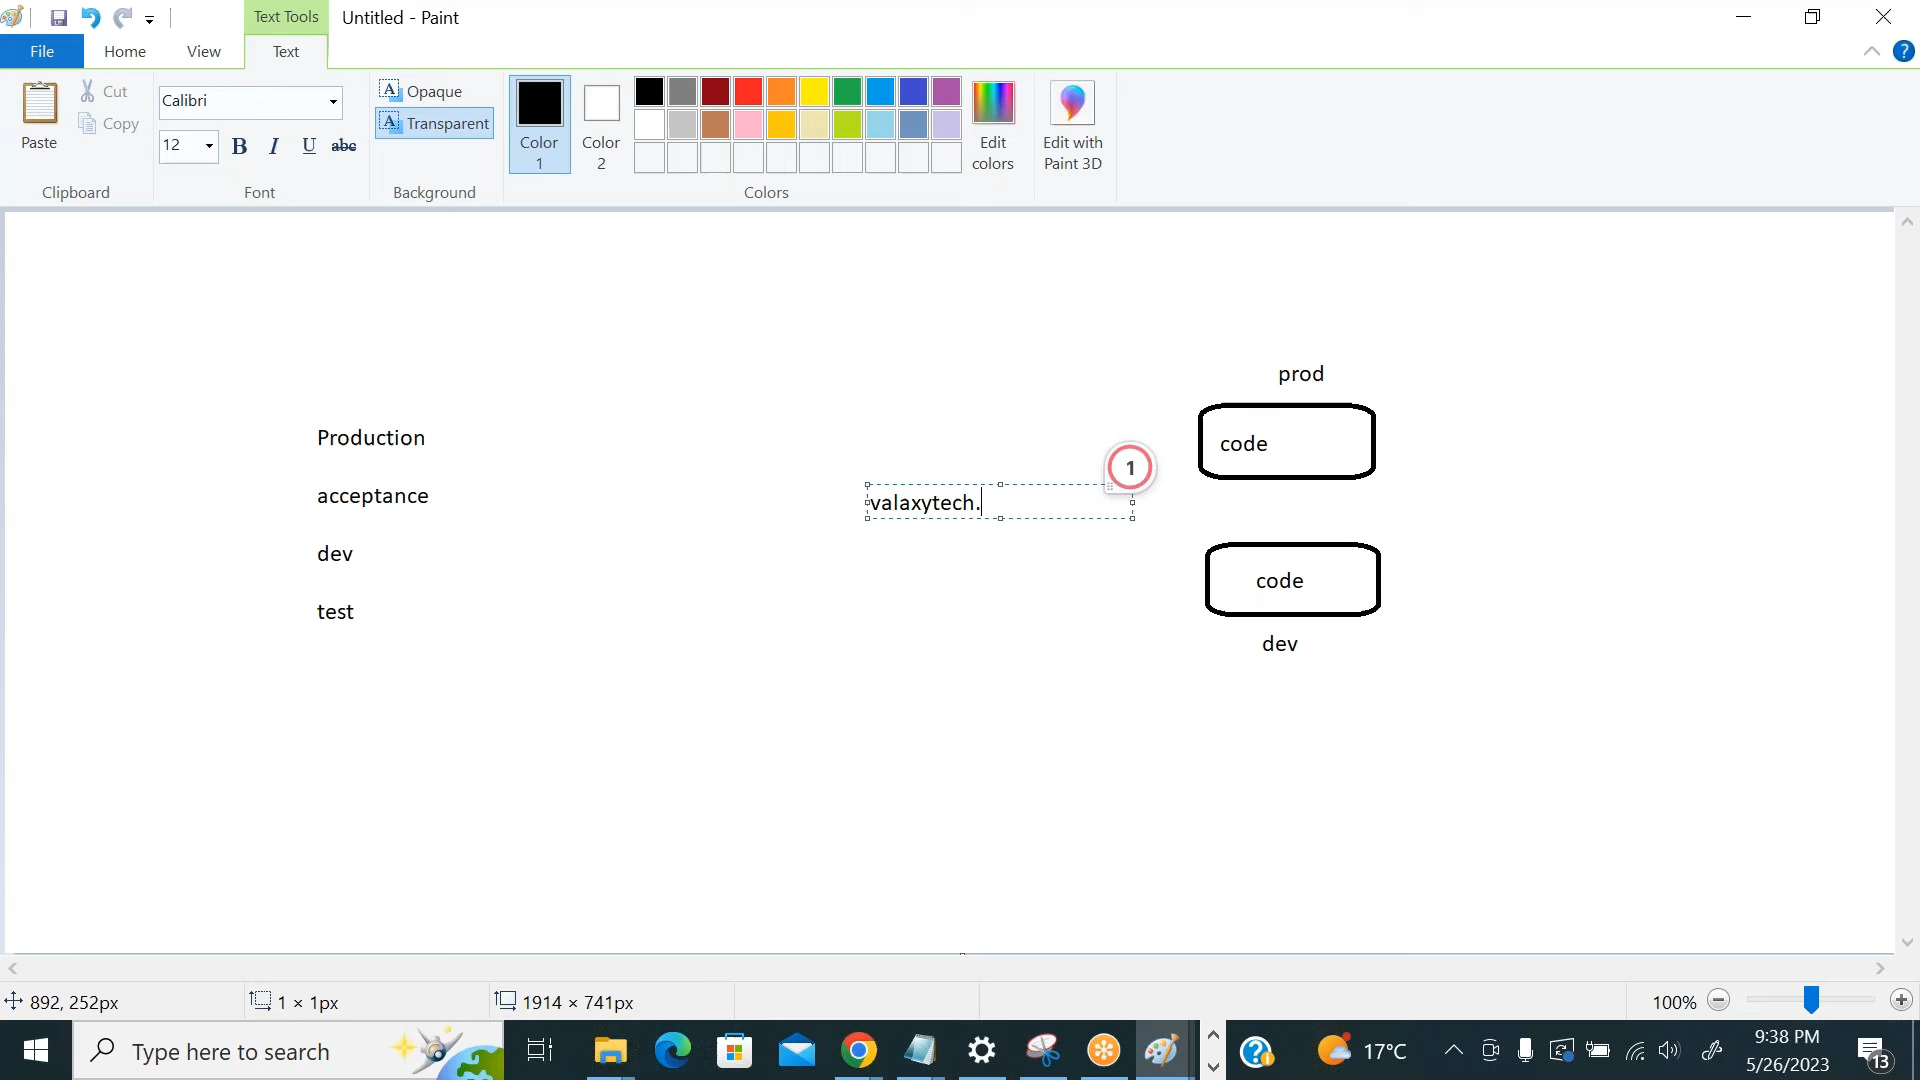 Text Tools
Untitled - Paint
File
Home
View
Text
Paste
Cut
Copy
Clipboard
Calibri
12
B I U abc
Font
Opaque
Transparent
Background
Color 1
Color 2
Colors
Edit colors
Edit with Paint 3D
prod
code
Production
1
acceptance
valaxytech.
dev
code
test
dev
892, 252px
1 × 1px
1914 × 741px
100%
Type here to search
17°C
9:38 PM
5/26/2023
13